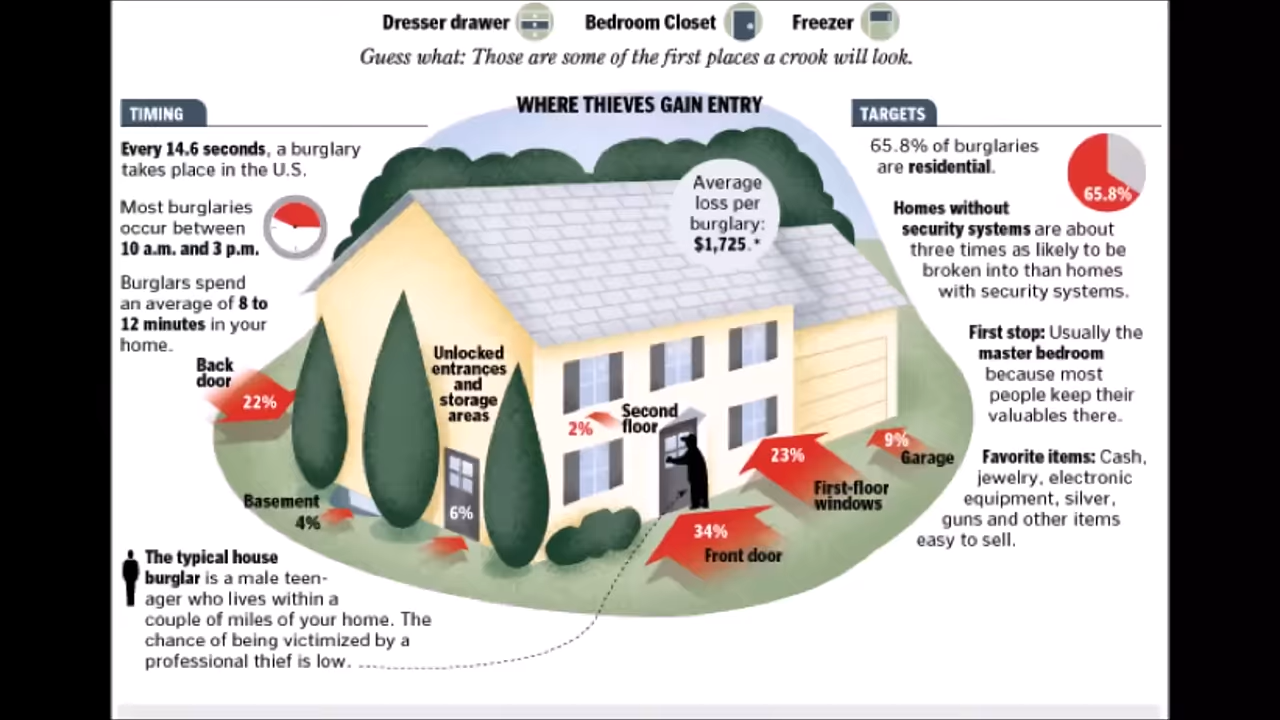 Dresser drawer Bedroom Closet Freezer
Guess what: Those are some of the first places a crook will look.
WHERE THIEVES GAIN ENTRY
TIMING
Every 14.6 seconds, a burglary
takes place in the U.S.
Most burglaries
occur between
10 a.m. and 3 p.m.
Burglars spend
an average of 8 to
12 minutes in your
home.
Back
door
22%
Unlocked
entrances
and
storage
areas
6%
Basement
4%
Average
loss per
burglary:
$1,725.*
2%
Second
floor
23%
First-floor
windows
9%
Garage
34%
Front door
The typical house
burglar is a male teen-
ager who lives within a
couple of miles of your home. The
chance of being victimized by a
professional thief is low.
TARGETS
65.8% of burglaries
are residential.
65.8%
Homes without
security systems are about
three times as likely to be
broken into than homes
with security systems.
First stop: Usually the
master bedroom
because most
people keep their
valuables there.
Favorite items: Cash,
jewelry, electronic
equipment, silver,
guns and other items
easy to sell.